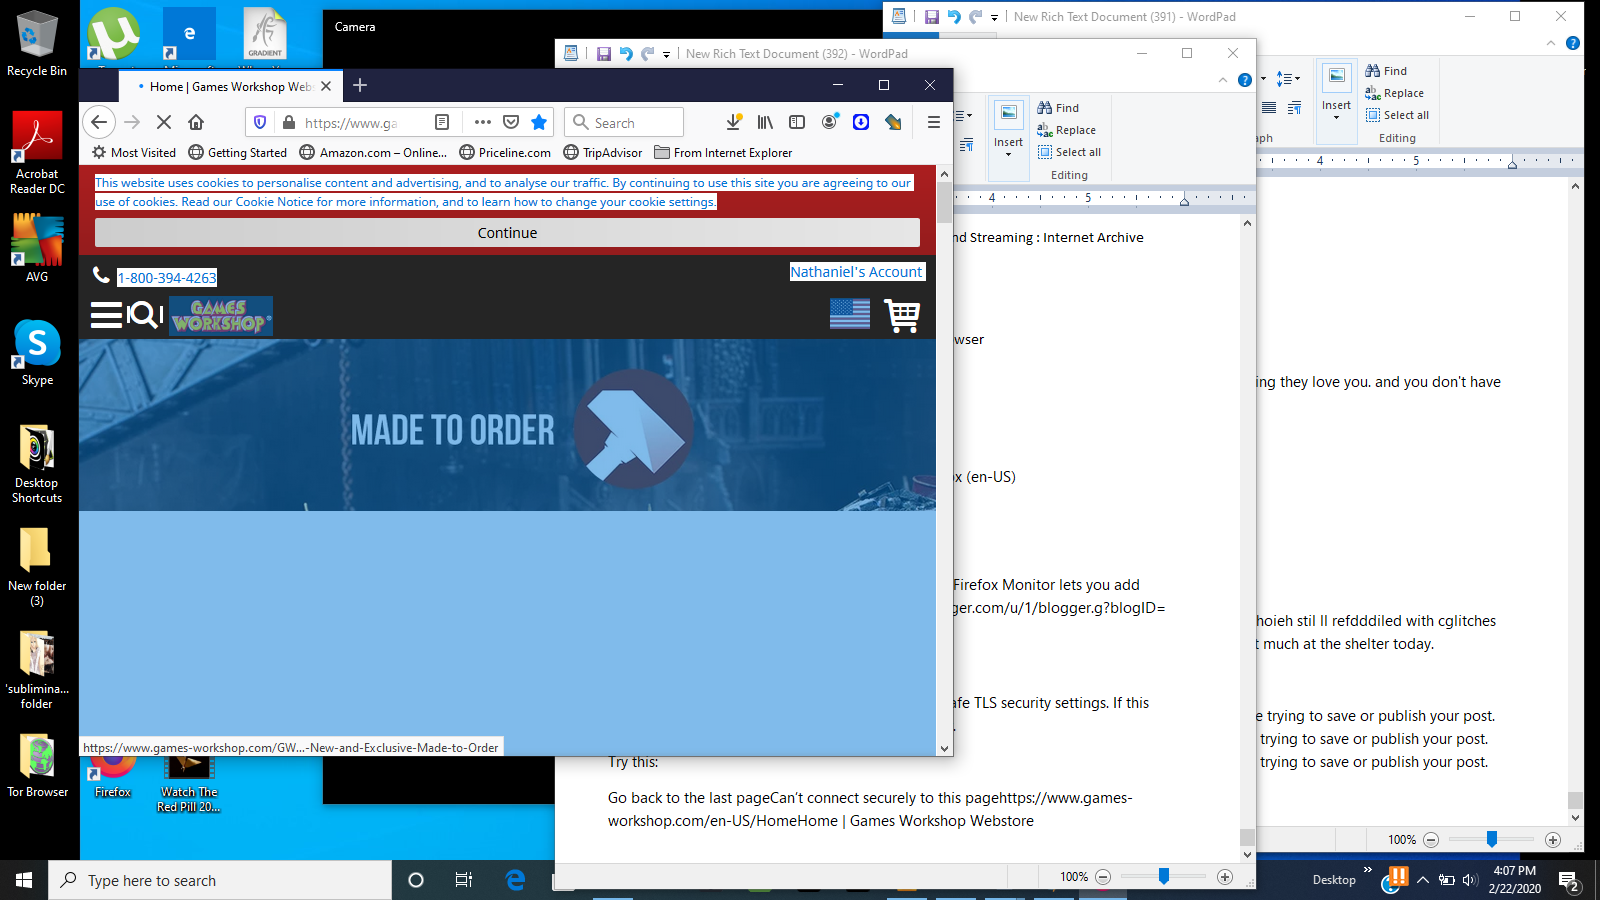 Recycle Bin
Acrobat
Reader DC
AVG
Skype
Desktop
Shortcuts
New folder
(3)
'sublimina...
folder
Tor Browser
GRADIENT
Firefox
Watch The
Red Pill 20...
Camera
New Rich Text Document (391) - WordPad
Find
Replace
Select all
Insert
Editing
4 5
ing they love you. and you don't have
hoieh stil ll refdddiled with cglitches
t much at the shelter today.
e trying to save or publish your post.
trying to save or publish your post.
trying to save or publish your post.
100%
New Rich Text Document (392) - WordPad
Find
Replace
Select all
Insert
Editing
4 5
nd Streaming : Internet Archive
wser
ox (en-US)
Firefox Monitor lets you add
ger.com/u/1/blogger.g?blogID=
afe TLS security settings. If this
Try this:
Go back to the last pageCan't connect securely to this pagehttps://www.games-
workshop.com/en-US/HomeHome | Games Workshop Webstore
100%
Home | Games Workshop Web
https://www.ga
Search
Most Visited Getting Started Amazon.com – Online... Priceline.com TripAdvisor From Internet Explorer
This website uses cookies to personalise content and advertising, and to analyse our traffic. By continuing to use this site you are agreeing to our
use of cookies. Read our Cookie Notice for more information, and to learn how to change your cookie settings.
Continue
1-800-394-4263
Nathaniel's Account
GAMES
WORKSHOP®
MADE TO ORDER
https://www.games-workshop.com/GW...-New-and-Exclusive-Made-to-Order
Type here to search
Desktop
4:07 PM
2/22/2020
2